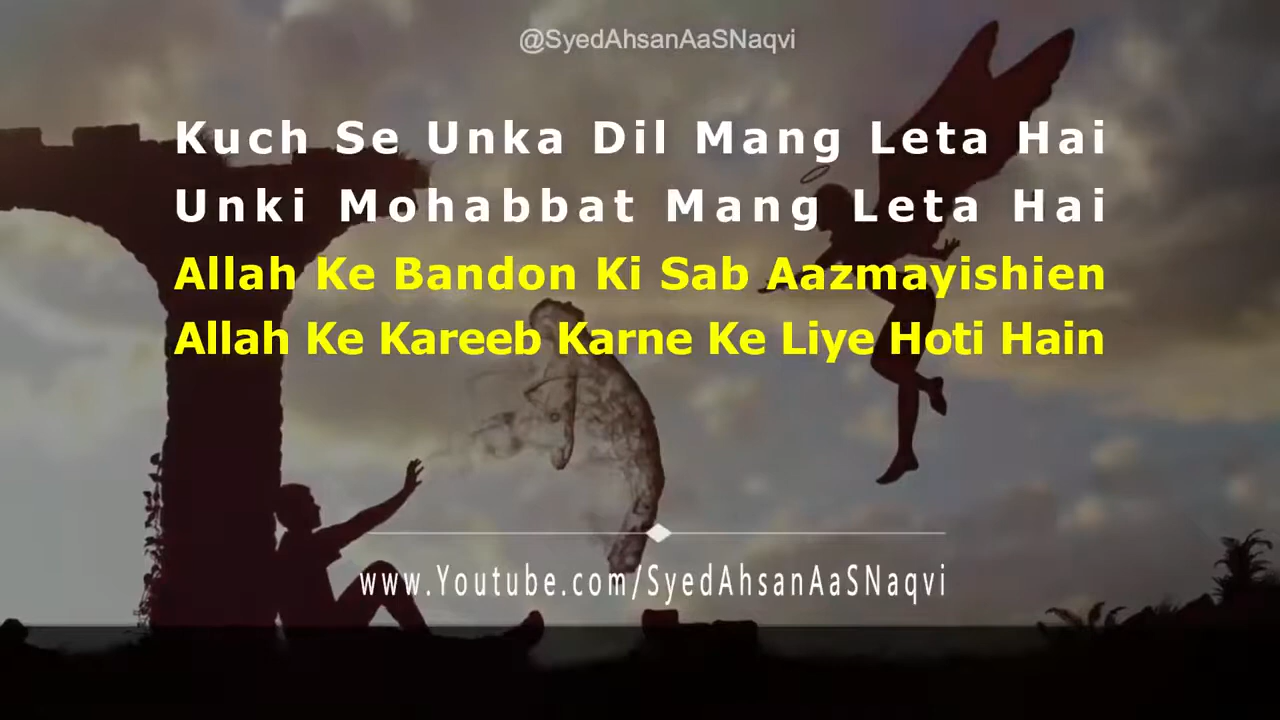 @SyedAhsanAaSNaqvi
Kuch Se Unka Dil Mang Leta Hai
Unki Mohabbat Mang Leta Hai
Allah Ke Bandon Ki Sab Aazmayishien
Allah Ke Kareeb Karne Ke Liye Hoti Hain
www.Youtube.com/SyedAhsanAaSNaqvi